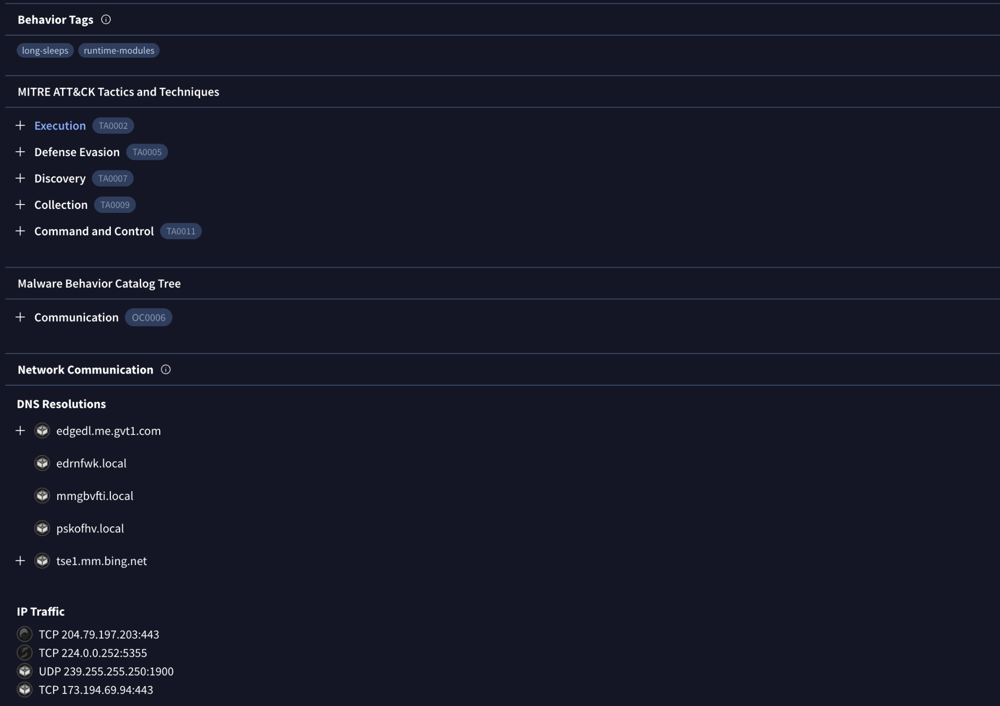 Behavior Tags
long-sleeps runtime-modules
MITRE ATT&CK Tactics and Techniques
Execution TA0002
Defense Evasion TA0005
Discovery TA0007
Collection TA0009
Command and Control TA0011
Malware Behavior Catalog Tree
Communication OC0006
Network Communication
DNS Resolutions
edgedl.me.gvt1.com
edrnfwk.local
mmgbvfti.local
pskofhv.local
tse1.mm.bing.net
IP Traffic
TCP 204.79.197.203:443
TCP 224.0.0.252:5355
UDP 239.255.255.250:1900
TCP 173.194.69.94:443